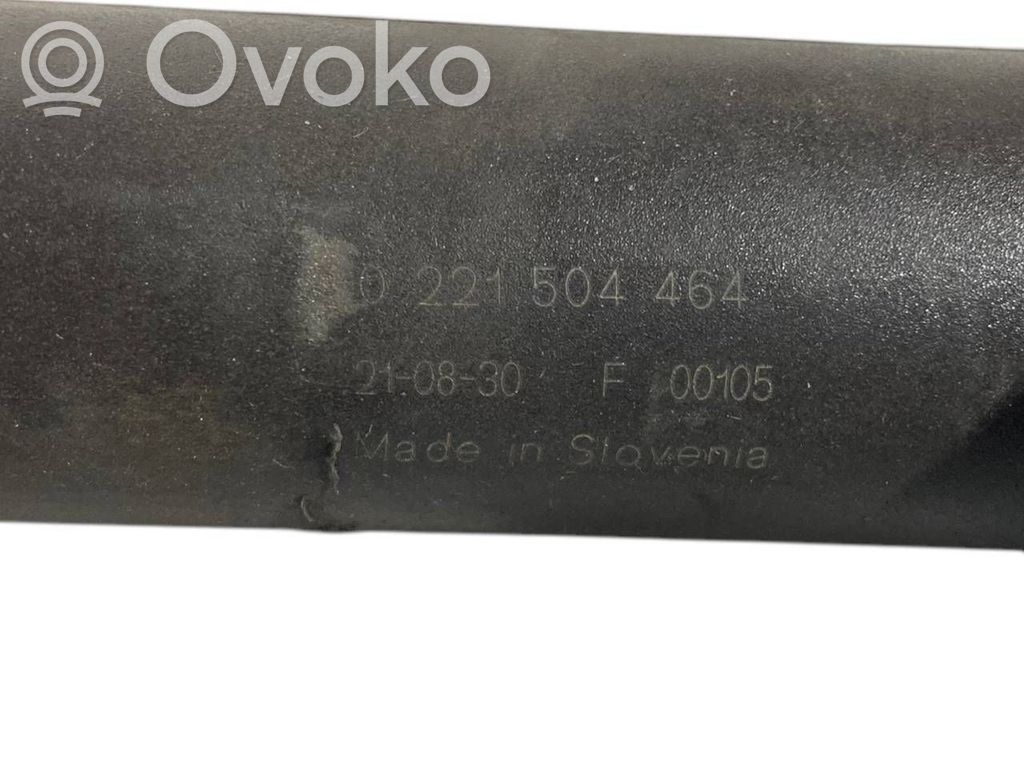 Ovoko
0 221 504 464
21-08-30 F 00105
Made in Slovenia